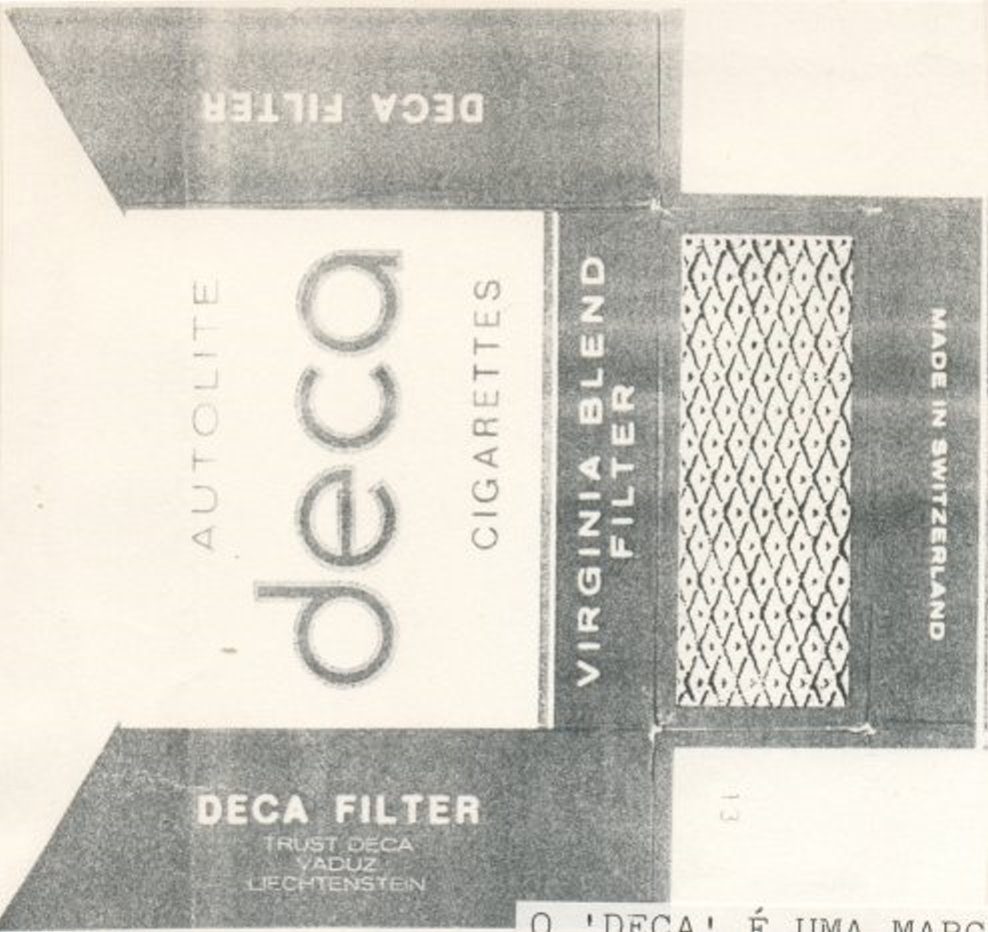 DECA FILTER
AUTOLITE
deca
CIGARETTES
VIRGINIA BLEND
FILTER
MADE IN SWITZERLAND
DECA FILTER
TRUST DECA
VADUZ
LIECHTENSTEIN
13
O 'DECA' É UMA MARC